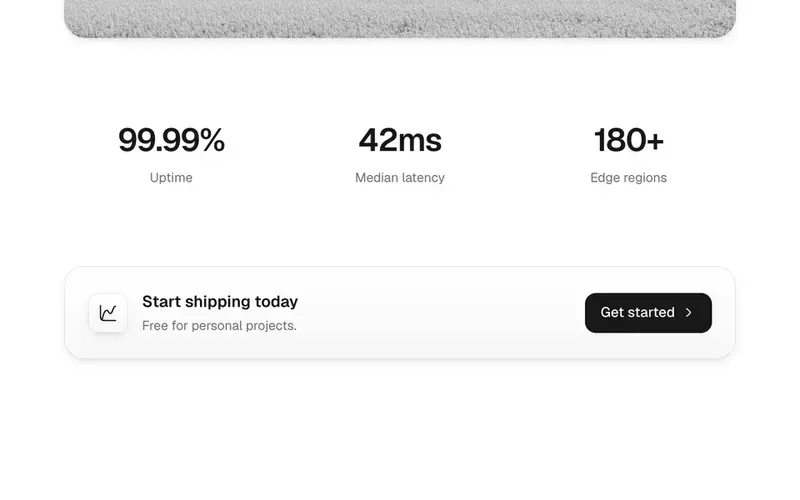 99.99%
42ms
180+
Uptime
Median latency
Edge regions
Start shipping today
Free for personal projects.
Get started